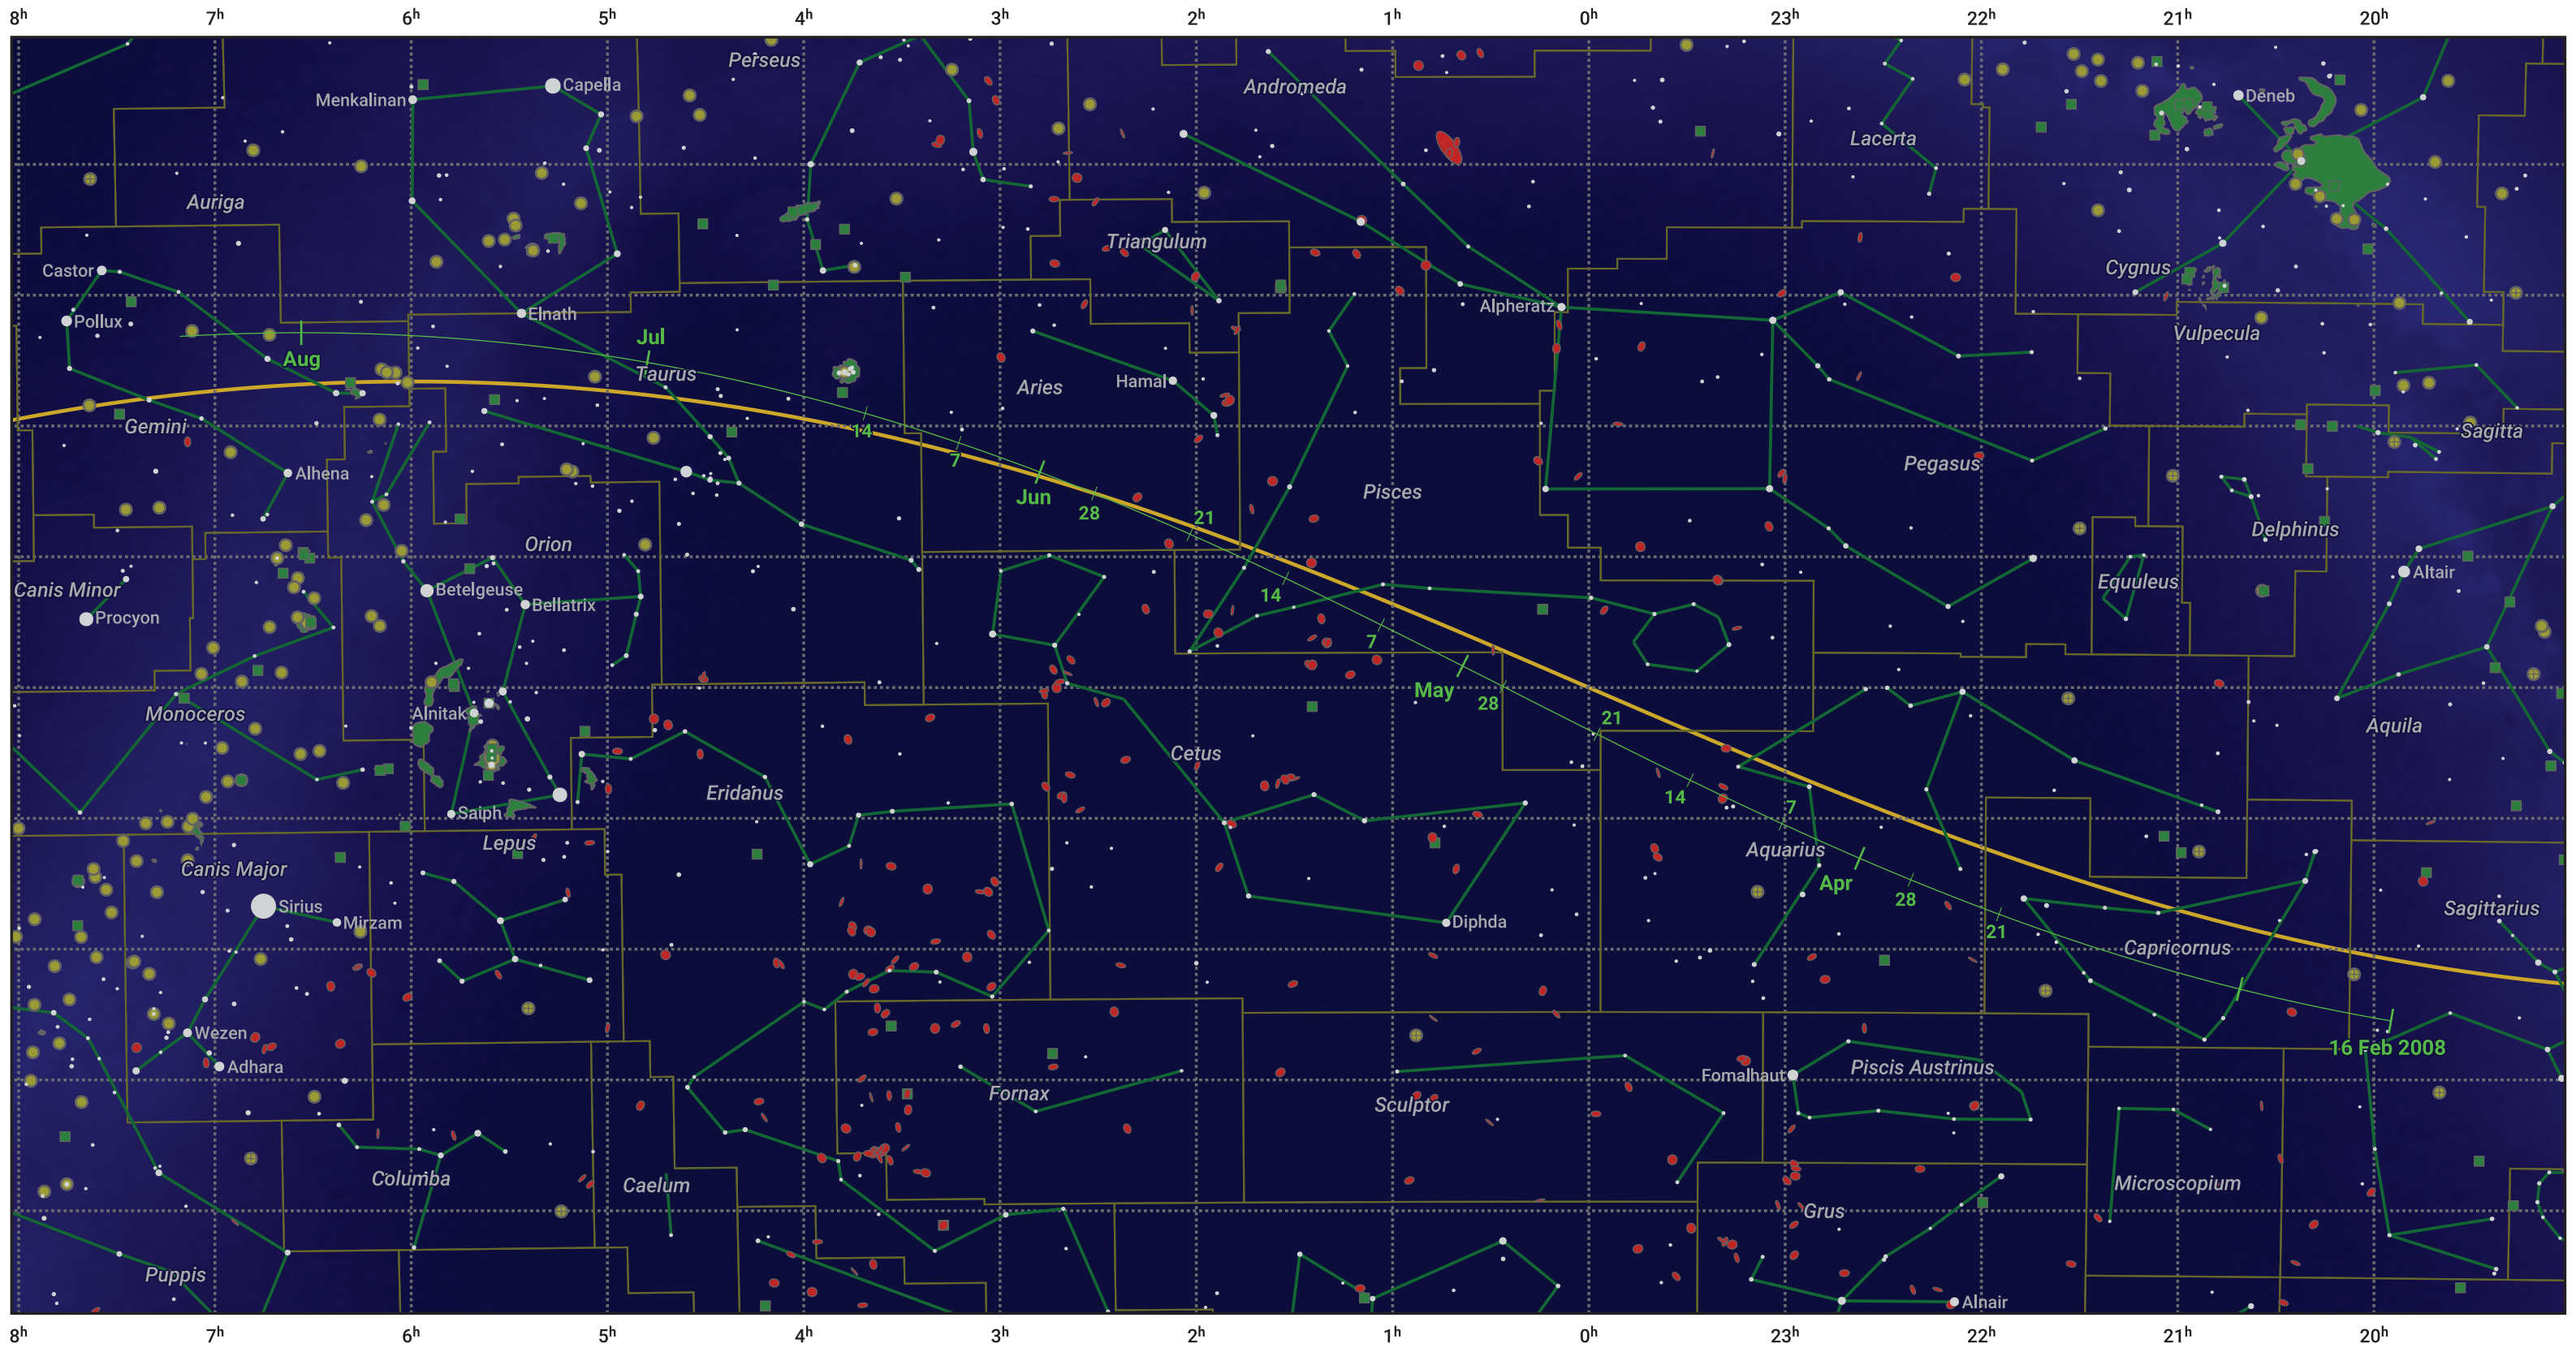 8h 7h 6h 5h 4h 3h 2h 1h 0h 23h 22h 21h 20h
Perseus
Capella
Andromeda
Menkalinan
Deneb
Lacerta
Auriga
Triangulum
Castor
Cygnus
Alpheratz
Elnath
Pollux
Vulpecula
Jul
Aug
Taurus
Hamal
Aries
Gemini
14
Sagitta
7
Pegasus
Alhena
Pisces
Jun
28
21
Delphinus
Orion
Altair
Equuleus
Canis Minor
Betelgeuse
14
Bellatrix
Procyon
7
May
28
Monoceros
Alnitak
21
Aquila
Cetus
Eridanus
14
7
Saiph
Lepus
Aquarius
Canis Major
Apr
28
Sirius
Sagittarius
Mirzam
Diphda
21
Capricornus
Wezen
16 Feb 2008
Adhara
Piscis Austrinus
Fomalhaut
Fornax
Sculptor
Columba
Microscopium
Caelum
Grus
Puppis
Alnair
8h 7h 6h 5h 4h 3h 2h 1h 0h 23h 22h 21h 20h